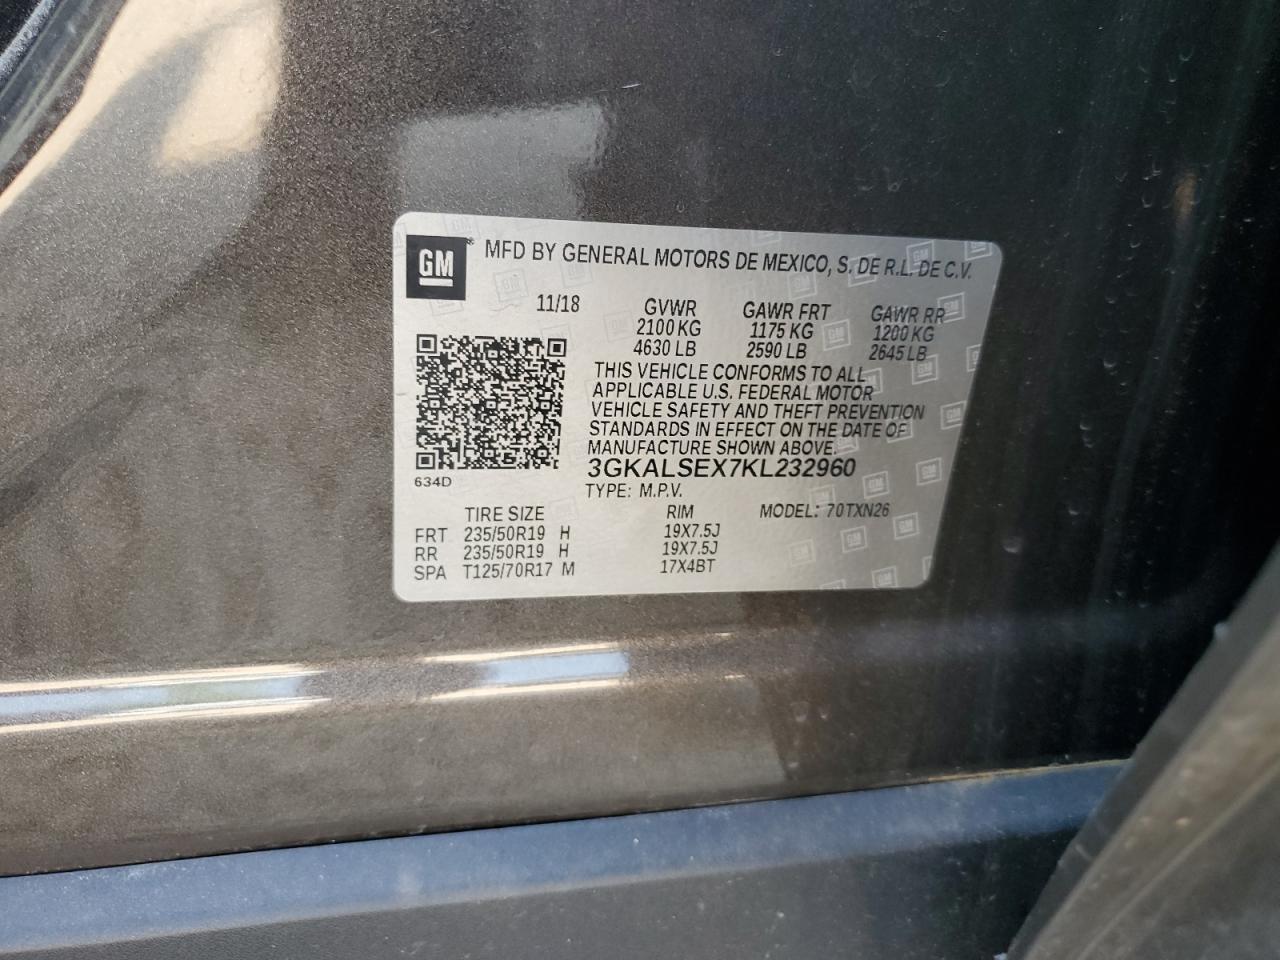 GM MFD BY GENERAL MOTORS DE MEXICO, S. DE R.L. DE C.V.
11/18 GVWR GAWR FRT GAWR RR
2100 KG 1175 KG 1200 KG
4630 LB 2590 LB 2645 LB
THIS VEHICLE CONFORMS TO ALL
APPLICABLE U.S. FEDERAL MOTOR
VEHICLE SAFETY AND THEFT PREVENTION
STANDARDS IN EFFECT ON THE DATE OF
MANUFACTURE SHOWN ABOVE.
3GKALSEX7KL232960
634D
TYPE: M.P.V.
TIRE SIZE RIM MODEL: 70TXN26
FRT 235/50R19 H 19X7.5J
RR 235/50R19 H 19X7.5J
SPA T125/70R17 M 17X4BT